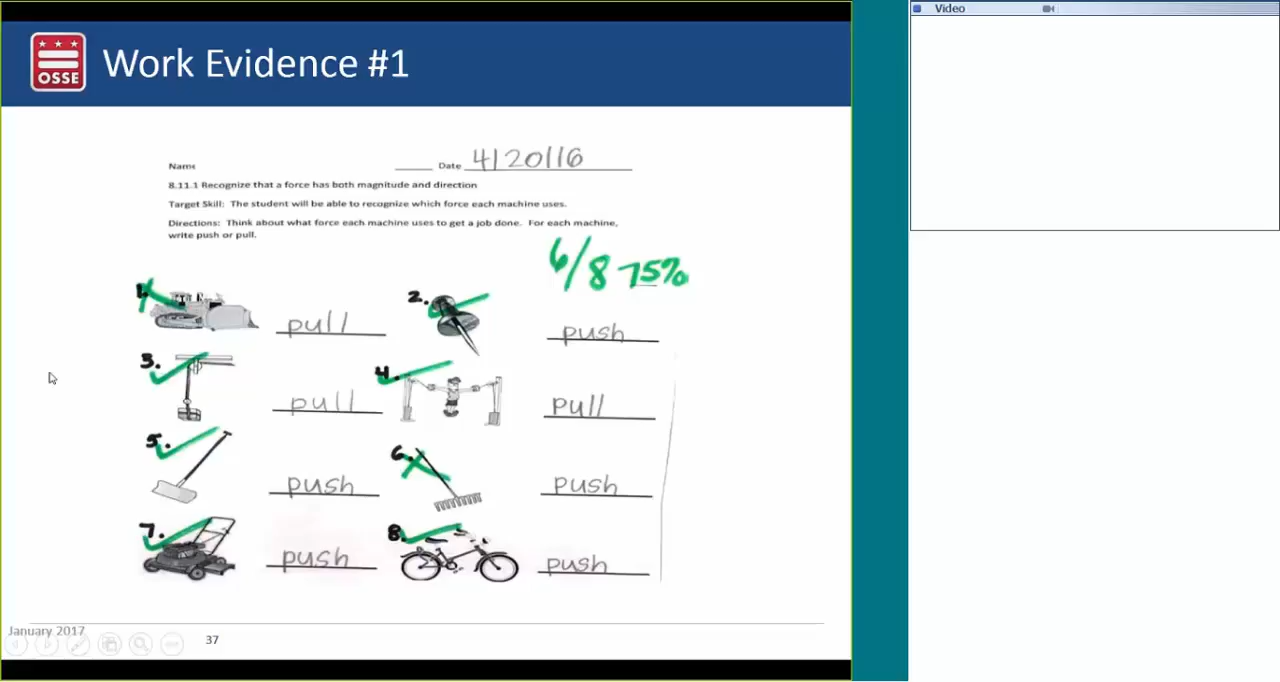 Video
OSSE
Work Evidence #1
Name ____ Date 4/20/16
8.11.1 Recognize that a force has both magnitude and direction
Target Skill: The student will be able to recognize which force each machine uses.
Directions: Think about what force each machine uses to get a job done. For each machine,
write push or pull.
6/8 75%
1. pull 2. push
3. pull 4. pull
5. push 6. push
7. push 8. push
January 2017
37